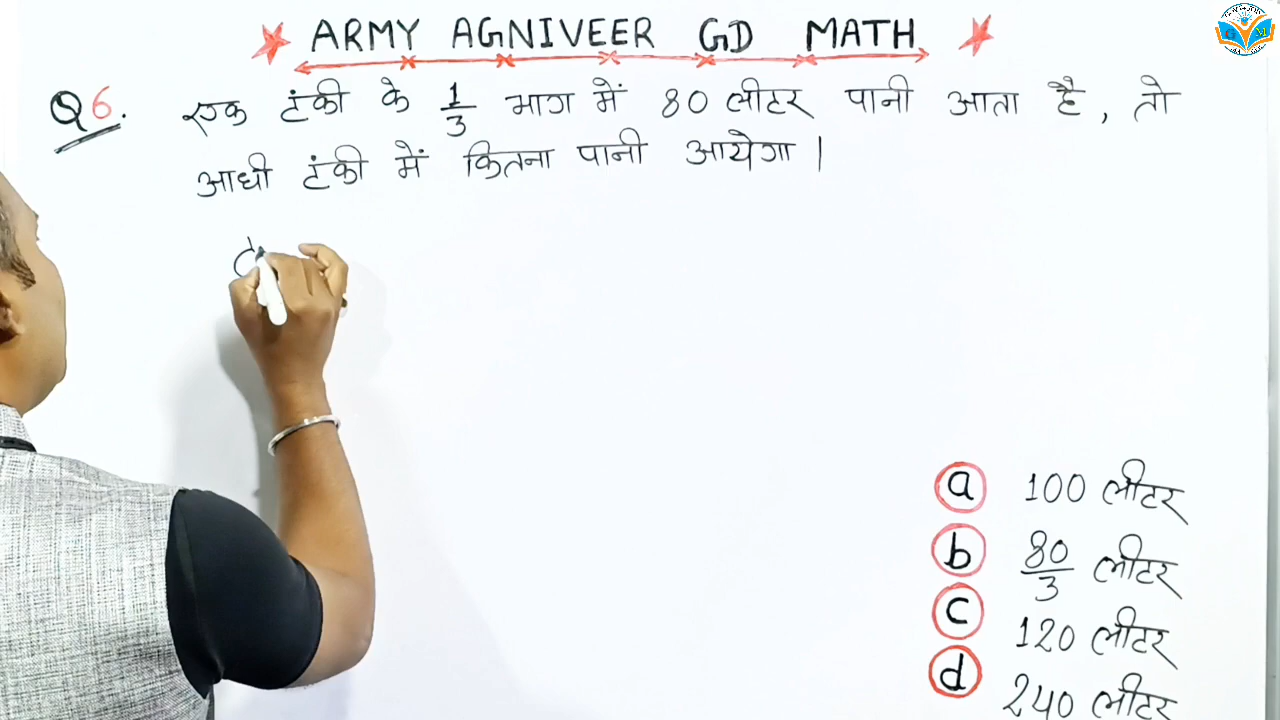 ARMY AGNIVEER GD MATH
Q6. एक टंकी के 1/3 भाग में 80 लीटर पानी आता है, तो
आधी टंकी में कितना पानी आयेगा |
a 100 लीटर
b 80/3 लीटर
c 120 लीटर
d 240 लीटर